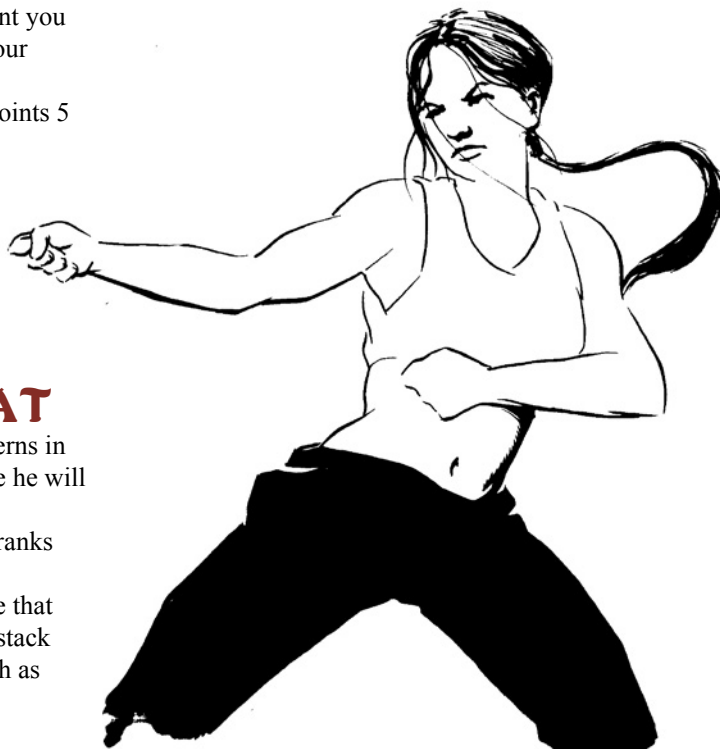 nt you
our
oints 5
AT
erns in
e he will
ranks
e that
stack
h as